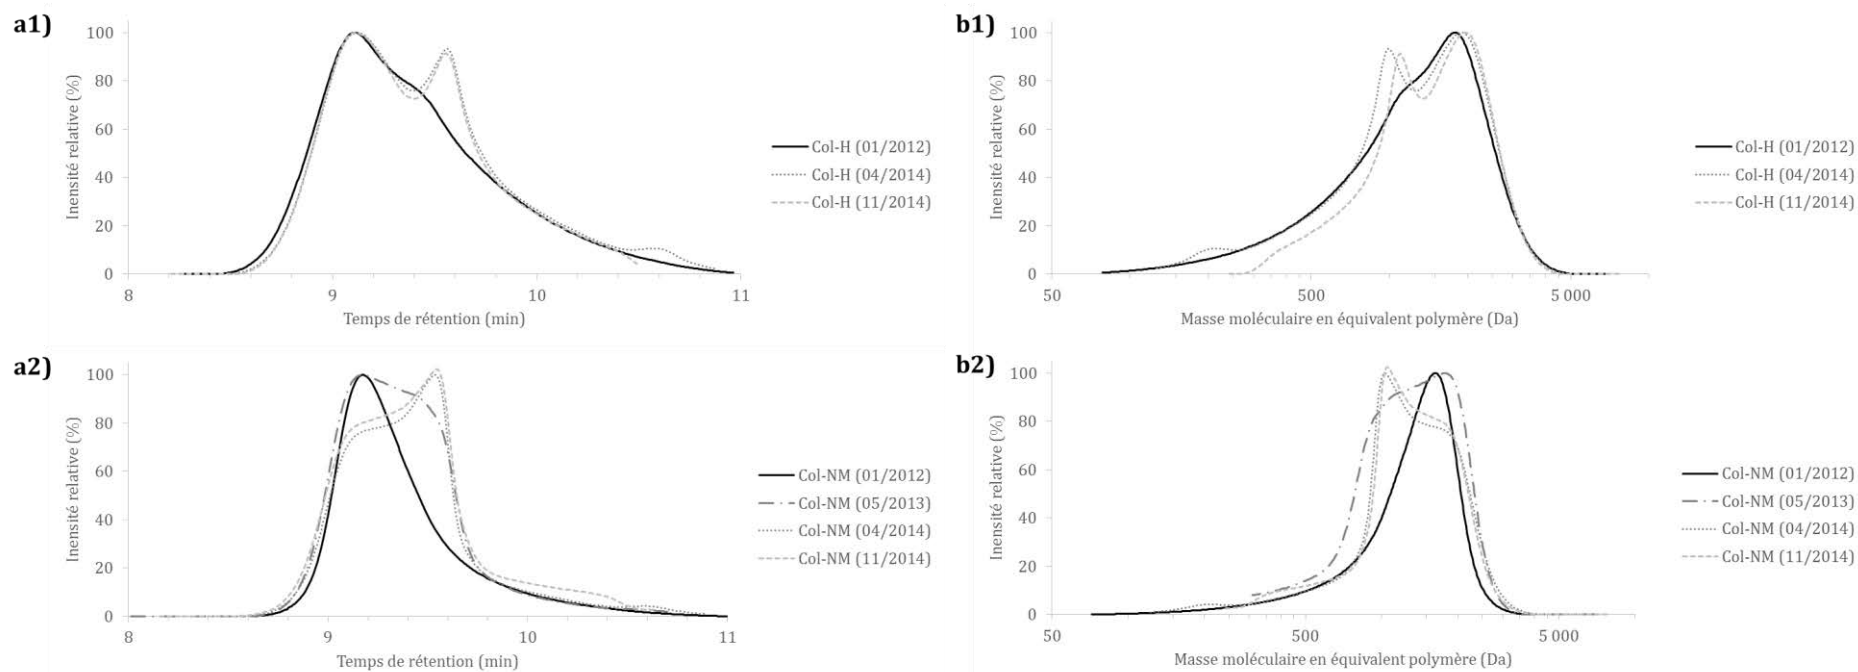 a1)
Inensité relative (%)
100
80
60
40
20
0
8
9
10
11
Temps de rétention (min)
Col-H (01/2012)
Col-H (04/2014)
Col-H (11/2014)
b1)
Inensité relative (%)
100
80
60
40
20
0
50
500
5 000
Masse moléculaire en équivalent polymère (Da)
Col-H (01/2012)
Col-H (04/2014)
Col-H (11/2014)
a2)
Inensité relative (%)
100
80
60
40
20
0
8
9
10
11
Temps de rétention (min)
Col-NM (01/2012)
Col-NM (05/2013)
Col-NM (04/2014)
Col-NM (11/2014)
b2)
Inensité relative (%)
100
80
60
40
20
0
50
500
5 000
Masse moléculaire en équivalent polymère (Da)
Col-NM (01/2012)
Col-NM (05/2013)
Col-NM (04/2014)
Col-NM (11/2014)